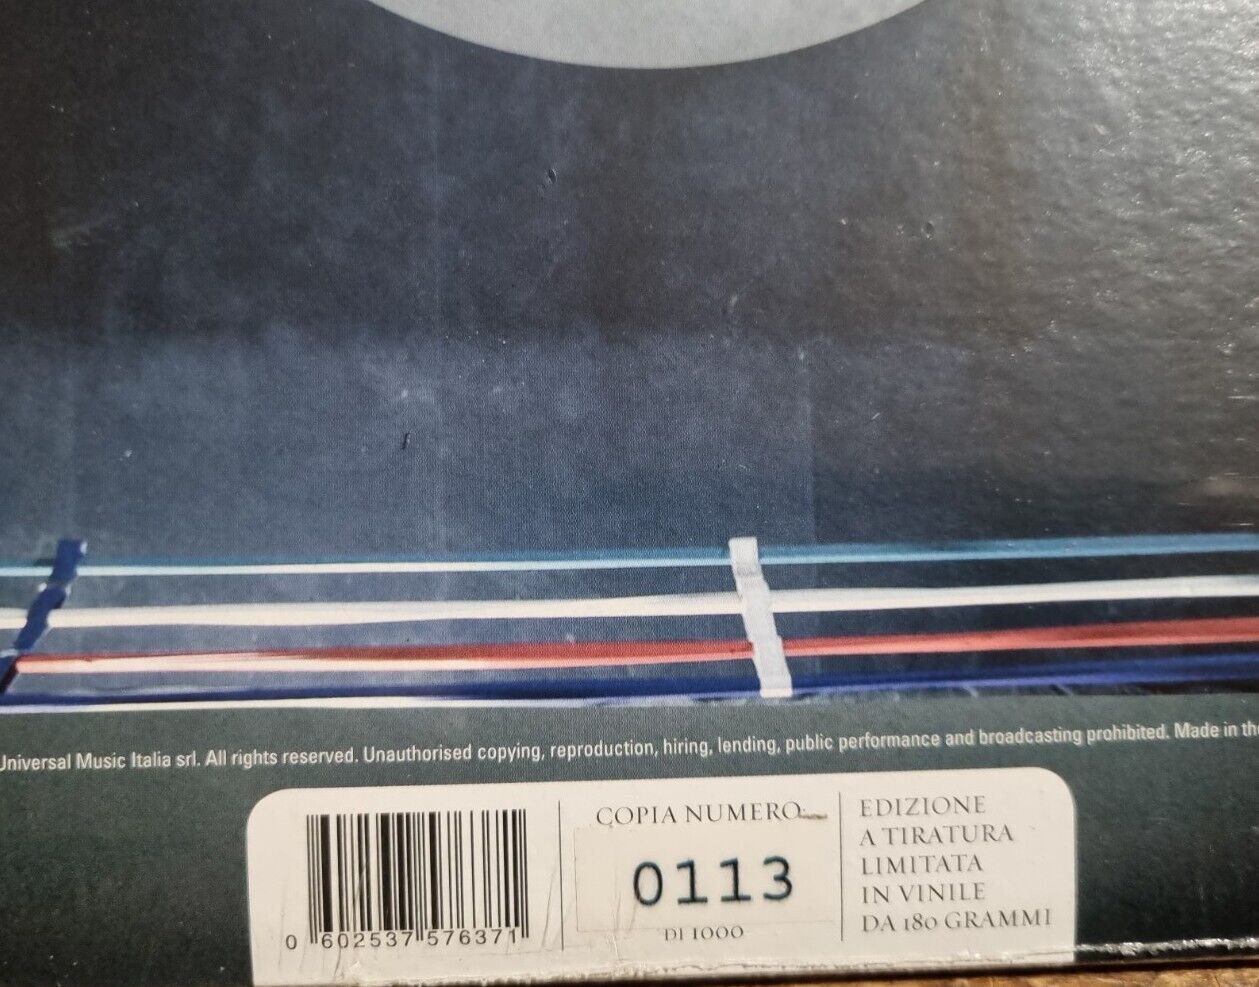 Universal Music Italia srl. All rights reserved. Unauthorised copying, reproduction, hiring, lending, public performance and broadcasting prohibited. Made in the
COPIA NUMERO
0113
DI 1000
EDIZIONE
A TIRATURA
LIMITATA
IN VINILE
DA 180 GRAMMI
0 602537 576371